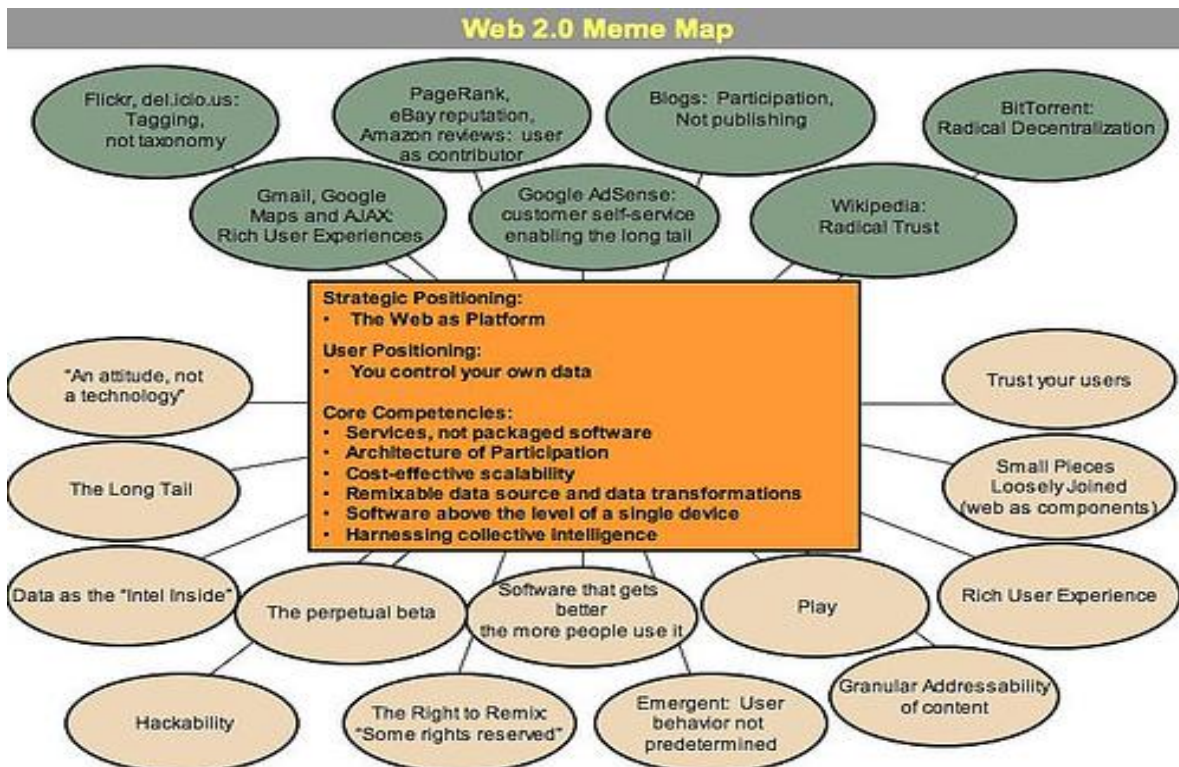 Web 2.0 Meme Map
Flickr, del.icio.us:
Tagging,
not taxonomy
PageRank,
eBay reputation,
Amazon reviews: user
as contributor
Blogs: Participation,
Not publishing
BitTorrent:
Radical Decentralization
Gmail, Google
Maps and AJAX:
Rich User Experiences
Google AdSense:
customer self-service
enabling the long tail
Wikipedia:
Radical Trust
Strategic Positioning:
• The Web as Platform
User Positioning:
• You control your own data
Core Competencies:
• Services, not packaged software
• Architecture of Participation
• Cost-effective scalability
• Remixable data source and data transformations
• Software above the level of a single device
• Harnessing collective intelligence
"An attitude, not
a technology"
Trust your users
The Long Tail
Small Pieces
Loosely Joined
(web as components)
Data as the "Intel Inside"
The perpetual beta
Software that gets
better
the more people use it
Play
Rich User Experience
Hackability
The Right to Remix:
"Some rights reserved"
Emergent: User
behavior not
predetermined
Granular Addressability
of content